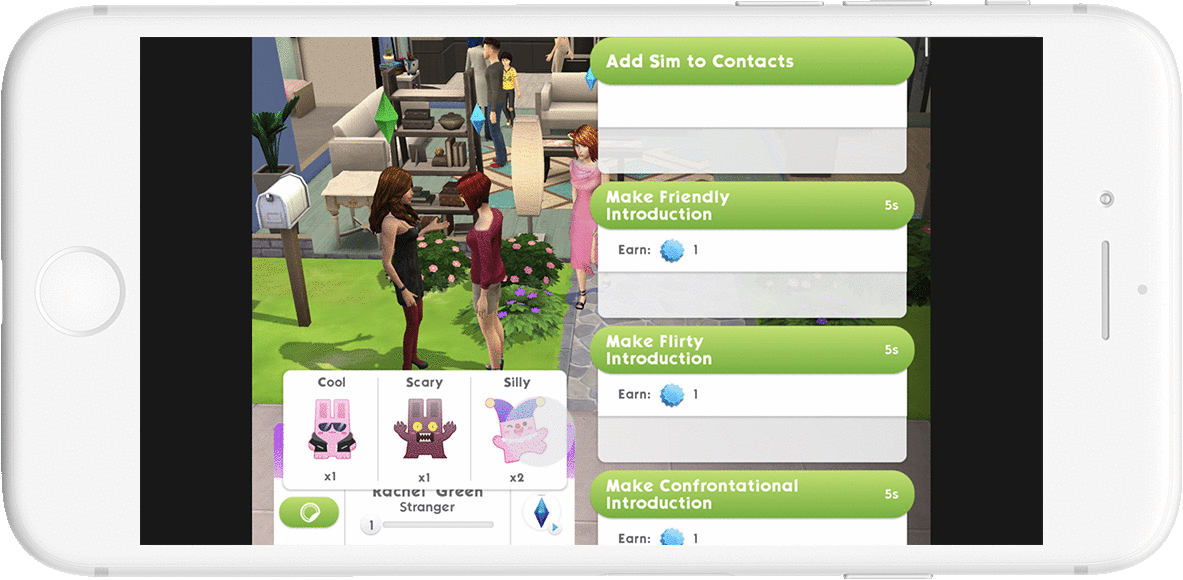 Add Sim to Contacts
Make Friendly
Introduction
5s
Earn: 1
Make Flirty
Introduction
5s
Earn: 1
Make Confrontational
Introduction
5s
Earn: 1
Cool
Scary
Silly
x1
x1
x2
Rachel Green
Stranger
1